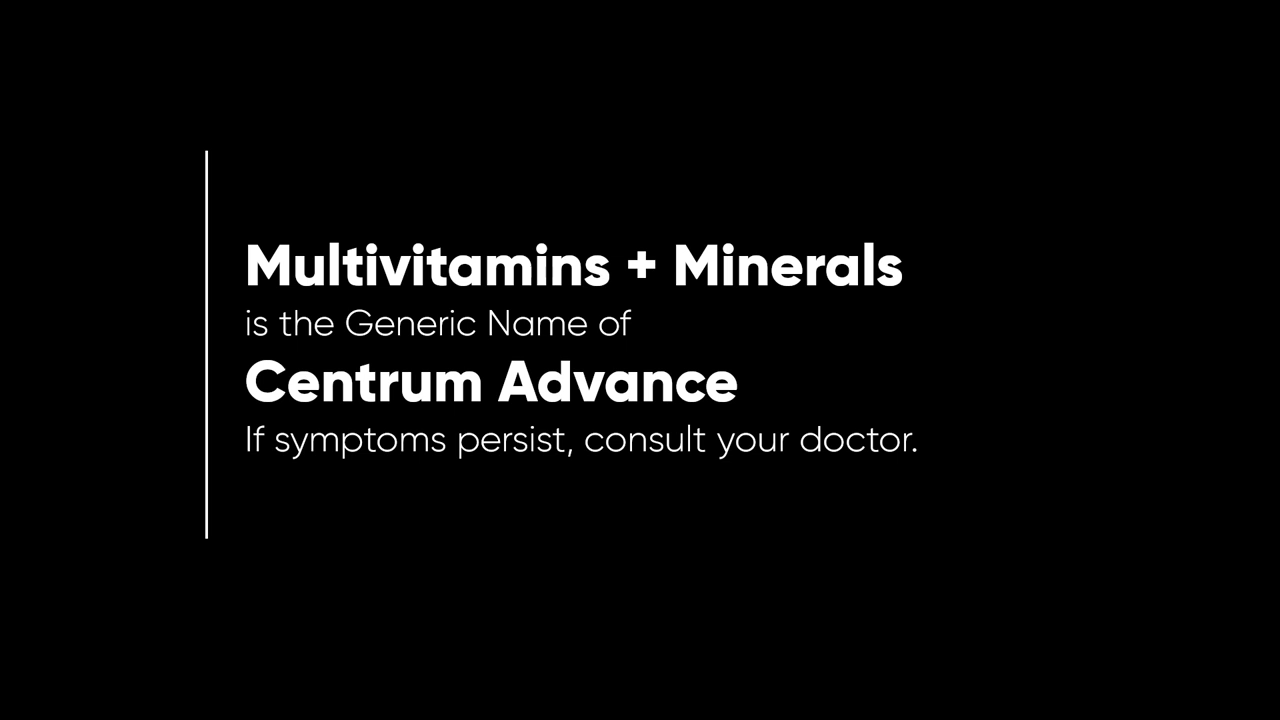 Multivitamins + Minerals
is the Generic Name of
Centrum Advance
If symptoms persist, consult your doctor.